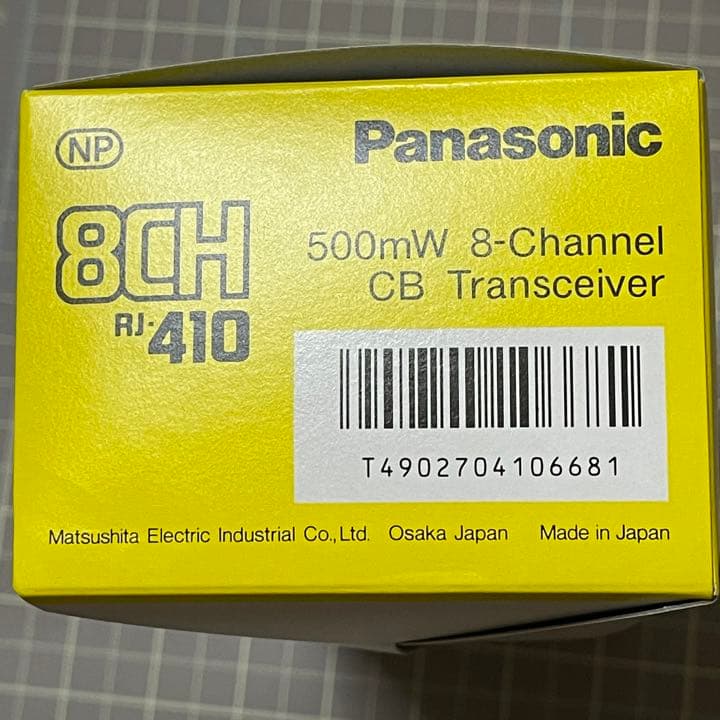 NP
Panasonic
8CH
RJ-410
500mW 8-Channel
CB Transceiver
T4902704106681
Matsushita Electric Industrial Co.,Ltd. Osaka Japan Made in Japan